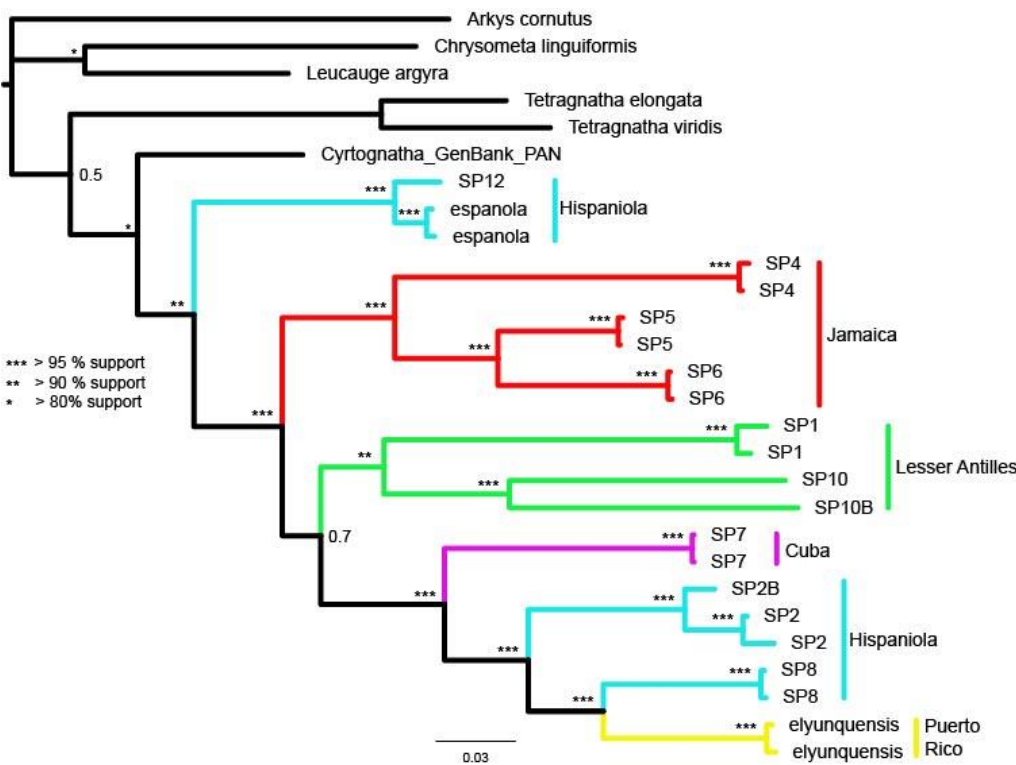 Arkys cornutus
*
Chrysometa linguiformis
Leucauge argyra
Tetragnatha elongata
Tetragnatha viridis
0.5
Cyrtognatha_GenBank_PAN
*
***
SP12
***
espanola
espanola
Hispaniola
**
***
SP4
SP4
***
***
SP5
SP5
***
***
SP6
SP6
Jamaica
*** > 95 % support
** > 90 % support
* > 80% support
***
***
SP1
SP1
**
***
SP10
SP10B
Lesser Antilles
0.7
***
SP7
SP7
Cuba
***
***
SP2B
***
SP2
SP2
Hispaniola
***
***
SP8
SP8
***
***
elyunquensis
elyunquensis
Puerto
Rico
0.03